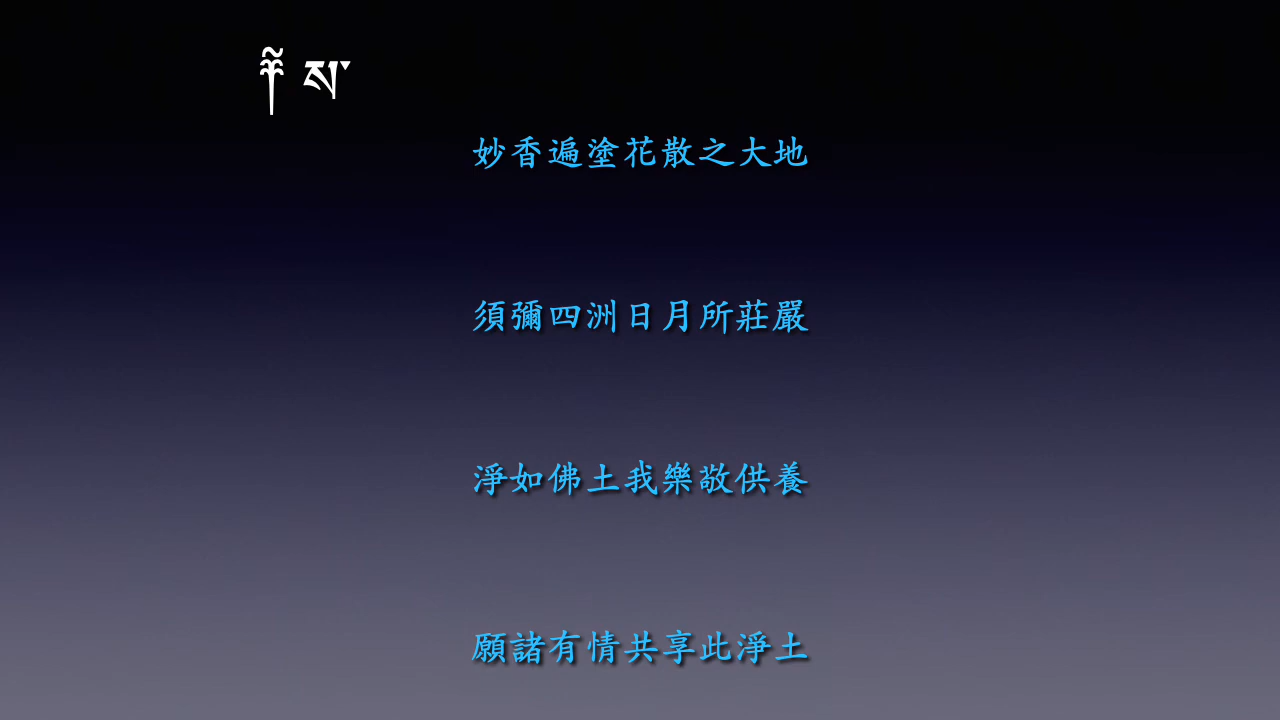 妙香遍塗花散之大地
須彌四洲日月所莊嚴
淨如佛土我樂敬供養
願諸有情共享此淨土